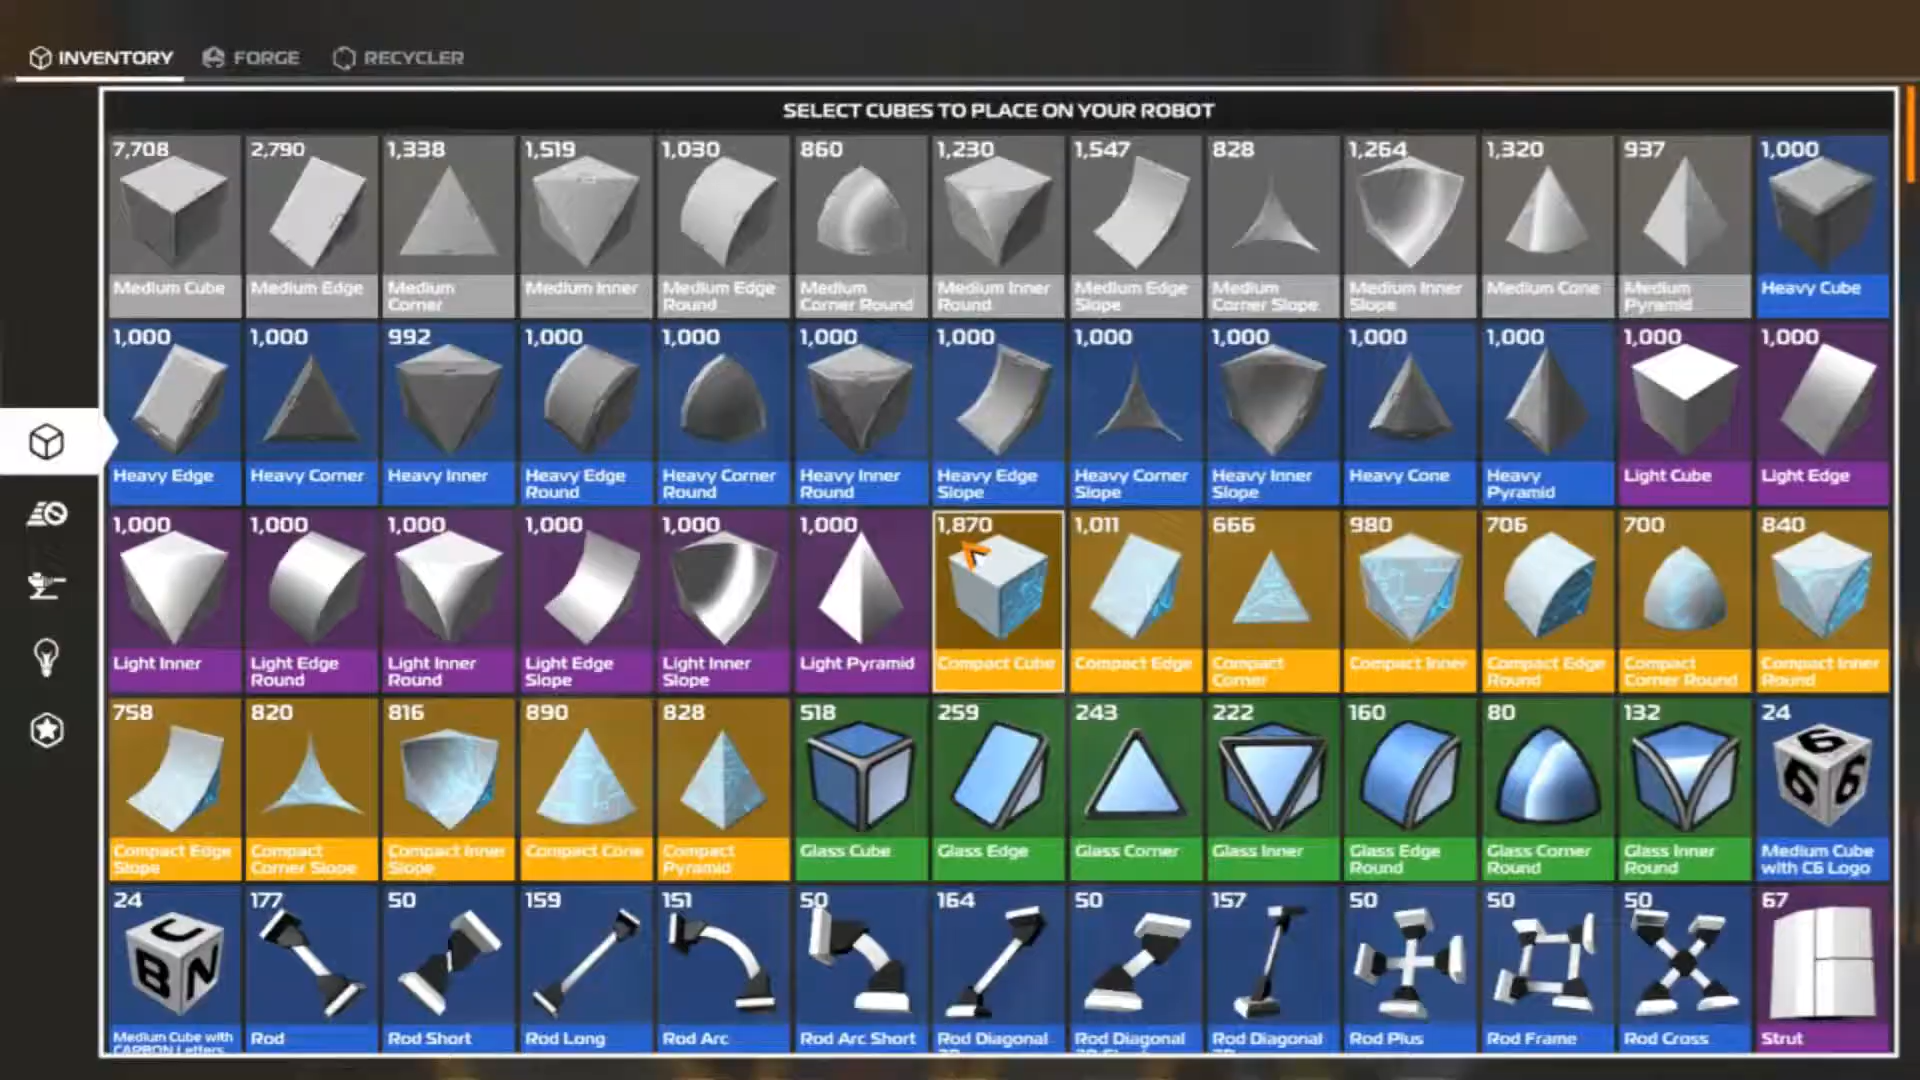 INVENTORY FORGE RECYCLER
SELECT CUBES TO PLACE ON YOUR ROBOT
7,708 2,790 1,338 1,519 1,030 860 1,230 1,547 828 1,264 1,320 937 1,000
Medium Cube Medium Edge Medium Corner Medium Inner Medium Edge Round Medium Corner Round Medium Inner Round Medium Edge Slope Medium Corner Slope Medium Inner Slope Medium Cone Medium Pyramid Heavy Cube
1,000 1,000 992 1,000 1,000 1,000 1,000 1,000 1,000 1,000 1,000 1,000 1,000
Heavy Edge Heavy Corner Heavy Inner Heavy Edge Round Heavy Corner Round Heavy Inner Round Heavy Edge Slope Heavy Corner Slope Heavy Inner Slope Heavy Cone Heavy Pyramid Light Cube Light Edge
1,000 1,000 1,000 1,000 1,000 1,000 1,870 1,011 666 980 706 700 840
Light Inner Light Edge Round Light Inner Round Light Edge Slope Light Inner Slope Light Pyramid Compact Cube Compact Edge Compact Corner Compact Inner Compact Edge Round Compact Corner Round Compact Inner Round
758 820 816 890 828 518 259 243 222 160 80 132 24
6 6 6
Compact Edge Slope Compact Corner Slope Compact Inner Slope Compact Cone Compact Pyramid Glass Cube Glass Edge Glass Corner Glass Inner Glass Edge Round Glass Corner Round Glass Inner Round Medium Cube with C6 Logo
24 177 50 159 151 50 164 50 157 50 50 50 67
C B N
Medium Cube with CARBON Letters Rod Rod Short Rod Long Rod Arc Rod Arc Short Rod Diagonal Rod Diagonal Rod Diagonal Rod Plus Rod Frame Rod Cross Strut